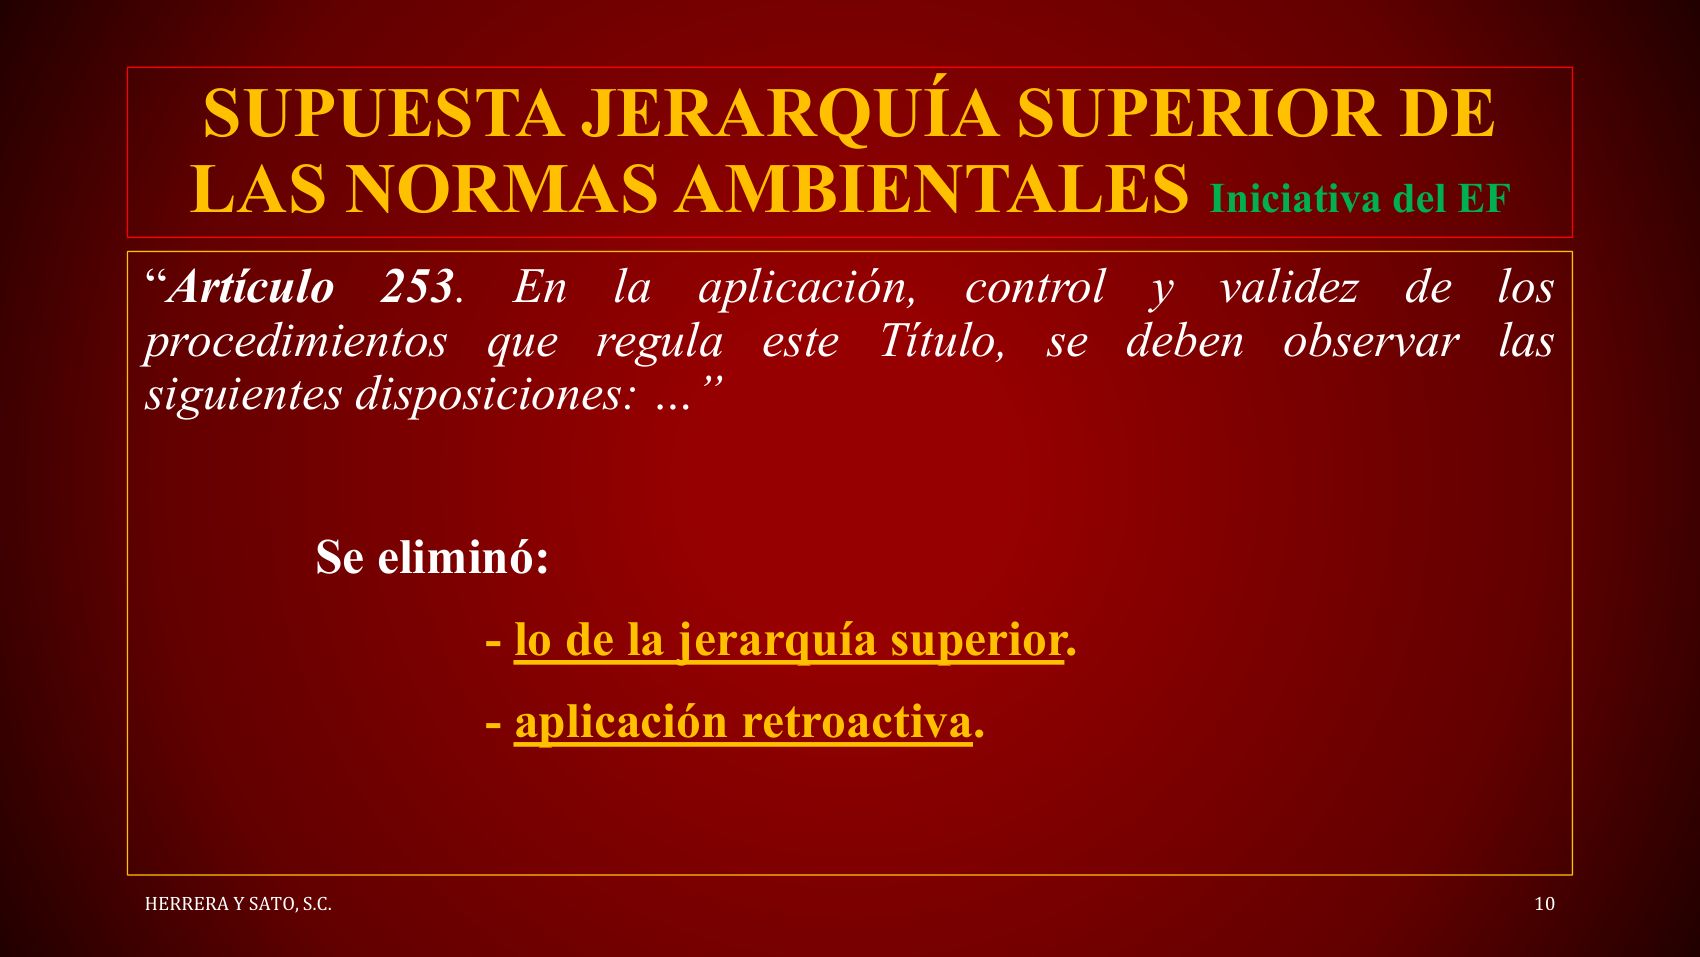 SUPUESTA JERARQUÍA SUPERIOR DE
LAS NORMAS AMBIENTALES Iniciativa del EF
“Artículo 253. En la aplicación, control y validez de los
procedimientos que regula este Título, se deben observar las
siguientes disposiciones: …”
Se eliminó:
- lo de la jerarquía superior.
- aplicación retroactiva.
HERRERA Y SATO, S.C.
10